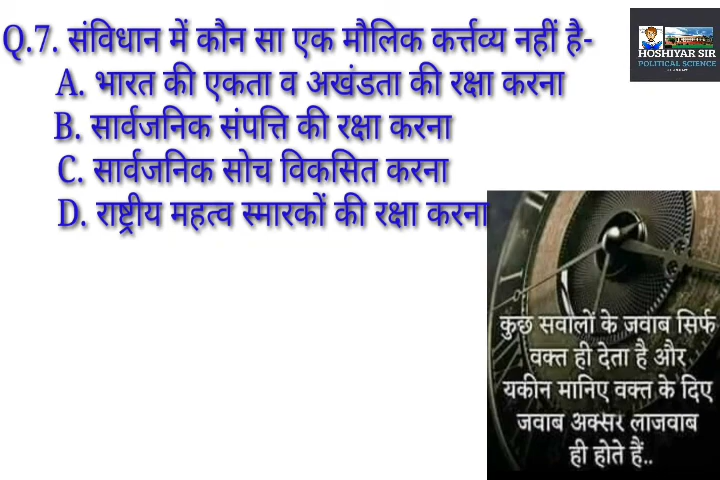 Q.7. संविधान में कौन सा एक मौलिक कर्त्तव्य नहीं है-
A. भारत की एकता व अखंडता की रक्षा करना
B. सार्वजनिक संपत्ति की रक्षा करना
C. सार्वजनिक सोच विकसित करना
D. राष्ट्रीय महत्व स्मारकों की रक्षा करना
HOSHIYAR SIR
POLITICAL SCIENCE
कुछ सवालों के जवाब सिर्फ
वक्त ही देता है और
यकीन मानिए वक्त के दिए
जवाब अक्सर लाजवाब
ही होते हैं..